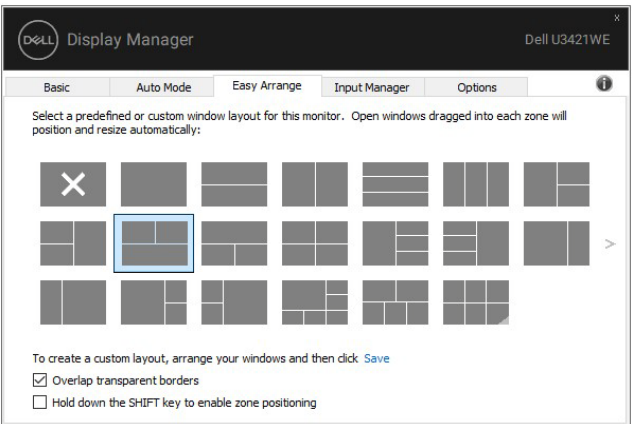 x
DELL Display Manager Dell U3421WE
Basic Auto Mode Easy Arrange Input Manager Options i
Select a predefined or custom window layout for this monitor. Open windows dragged into each zone will
position and resize automatically:
>
To create a custom layout, arrange your windows and then click Save
Overlap transparent borders
Hold down the SHIFT key to enable zone positioning